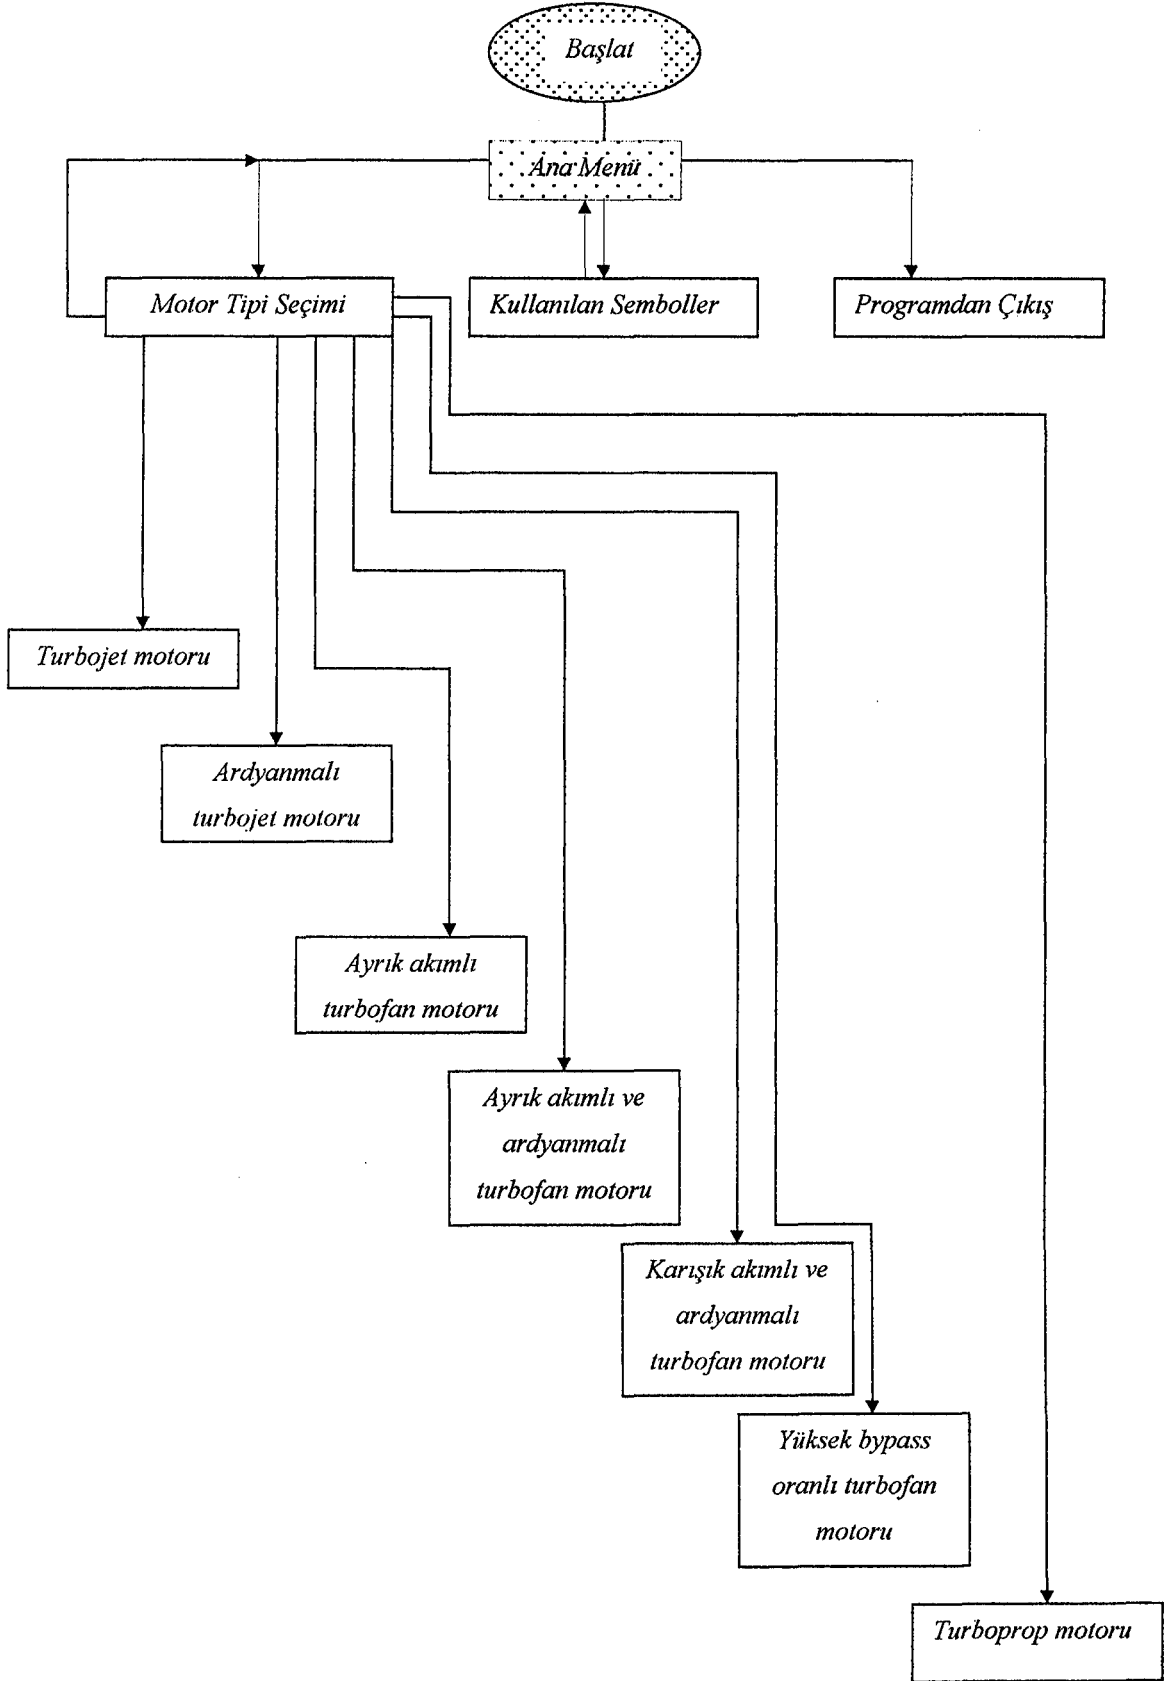 Başlat
Ana Menü
Motor Tipi Seçimi
Kullanılan Semboller
Programdan Çıkış
Turbojet motoru
Ardyanmalı
turbojet motoru
Ayrık akımlı
turbofan motoru
Ayrık akımlı ve
ardyanmalı
turbofan motoru
Karışık akımlı ve
ardyanmalı
turbofan motoru
Yüksek bypass
oranlı turbofan
motoru
Turboprop motoru